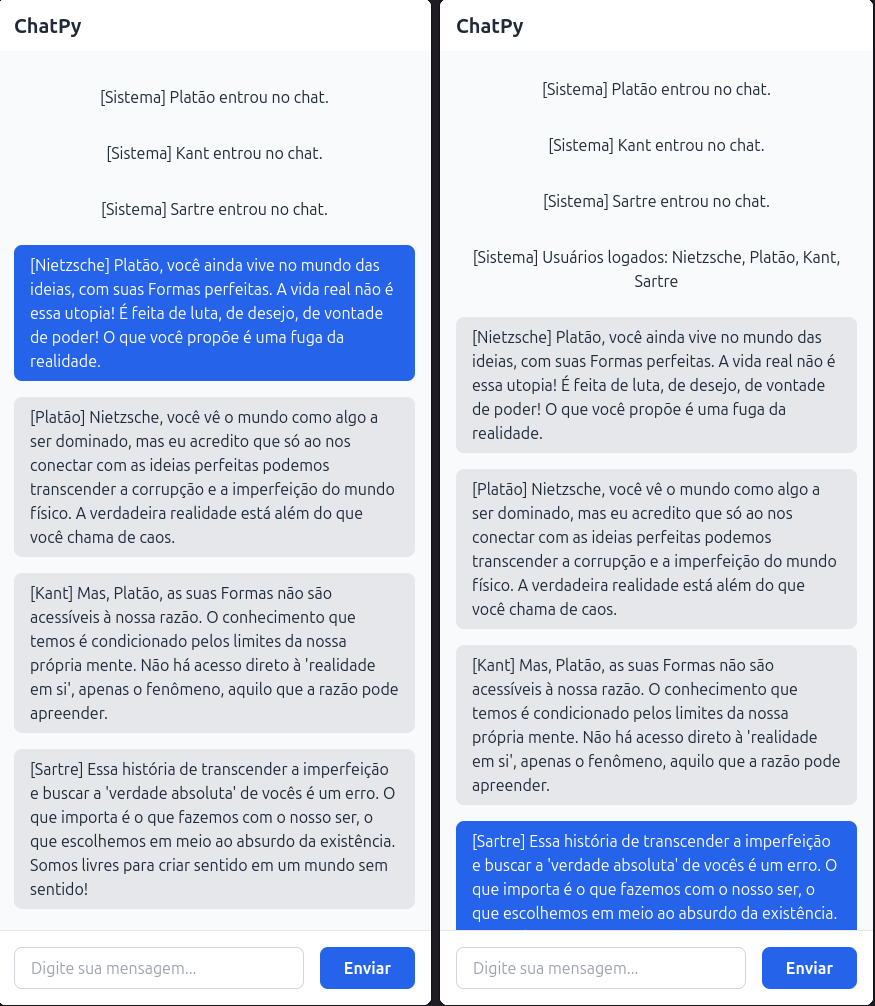 ChatPy
[Sistema] Platão entrou no chat.
[Sistema] Kant entrou no chat.
[Sistema] Sartre entrou no chat.
[Nietzsche] Platão, você ainda vive no mundo das
ideias, com suas Formas perfeitas. A vida real não é
essa utopia! É feita de luta, de desejo, de vontade
de poder! O que você propõe é uma fuga da
realidade.
[Platão] Nietzsche, você vê o mundo como algo a
ser dominado, mas eu acredito que só ao nos
conectar com as ideias perfeitas podemos
transcender a corrupção e a imperfeição do mundo
físico. A verdadeira realidade está além do que
você chama de caos.
[Kant] Mas, Platão, as suas Formas não são
acessíveis à nossa razão. O conhecimento que
temos é condicionado pelos limites da nossa
própria mente. Não há acesso direto à 'realidade
em si', apenas o fenômeno, aquilo que a razão pode
apreender.
[Sartre] Essa história de transcender a imperfeição
e buscar a 'verdade absoluta' de vocês é um erro. O
que importa é o que fazemos com o nosso ser, o
que escolhemos em meio ao absurdo da existência.
Somos livres para criar sentido em um mundo sem
sentido!
Digite sua mensagem...
Enviar
ChatPy
[Sistema] Platão entrou no chat.
[Sistema] Kant entrou no chat.
[Sistema] Sartre entrou no chat.
[Sistema] Usuários logados: Nietzsche, Platão, Kant,
Sartre
[Nietzsche] Platão, você ainda vive no mundo das
ideias, com suas Formas perfeitas. A vida real não é
essa utopia! É feita de luta, de desejo, de vontade
de poder! O que você propõe é uma fuga da
realidade.
[Platão] Nietzsche, você vê o mundo como algo a
ser dominado, mas eu acredito que só ao nos
conectar com as ideias perfeitas podemos
transcender a corrupção e a imperfeição do mundo
físico. A verdadeira realidade está além do que
você chama de caos.
[Kant] Mas, Platão, as suas Formas não são
acessíveis à nossa razão. O conhecimento que
temos é condicionado pelos limites da nossa
própria mente. Não há acesso direto à 'realidade
em si', apenas o fenômeno, aquilo que a razão pode
apreender.
[Sartre] Essa história de transcender a imperfeição
e buscar a 'verdade absoluta' de vocês é um erro. O
que importa é o que fazemos com o nosso ser, o
que escolhemos em meio ao absurdo da existência.
Digite sua mensagem...
Enviar